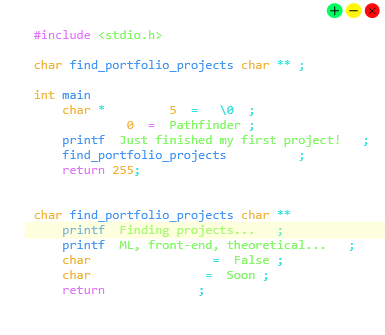 #include <stdio.h>
char find_portfolio_projects char ** ;
int main
char * 5 = \0 ;
0 = Pathfinder ;
printf Just finished my first project! ;
find_portfolio_projects ;
return 255;
char find_portfolio_projects char **
printf Finding projects... ;
printf ML, front-end, theoretical... ;
char = False ;
char = Soon ;
return ;